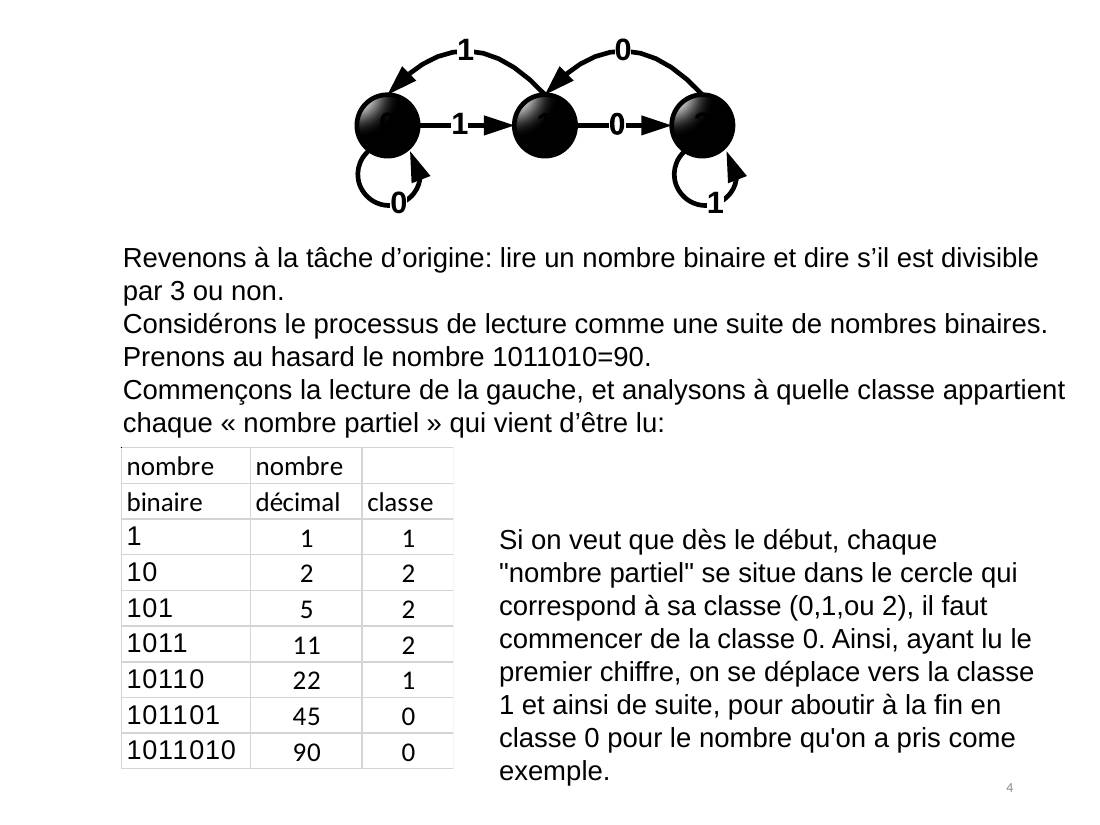 1
0
1
0
0
1
Revenons à la tâche d’origine: lire un nombre binaire et dire s’il est divisible
par 3 ou non.
Considérons le processus de lecture comme une suite de nombres binaires.
Prenons au hasard le nombre 1011010=90.
Commençons la lecture de la gauche, et analysons à quelle classe appartient
chaque « nombre partiel » qui vient d’être lu:
nombre nombre
binaire décimal classe
1 1 1
10 2 2
101 5 2
1011 11 2
10110 22 1
101101 45 0
1011010 90 0
Si on veut que dès le début, chaque
"nombre partiel" se situe dans le cercle qui
correspond à sa classe (0,1,ou 2), il faut
commencer de la classe 0. Ainsi, ayant lu le
premier chiffre, on se déplace vers la classe
1 et ainsi de suite, pour aboutir à la fin en
classe 0 pour le nombre qu'on a pris come
exemple.
4